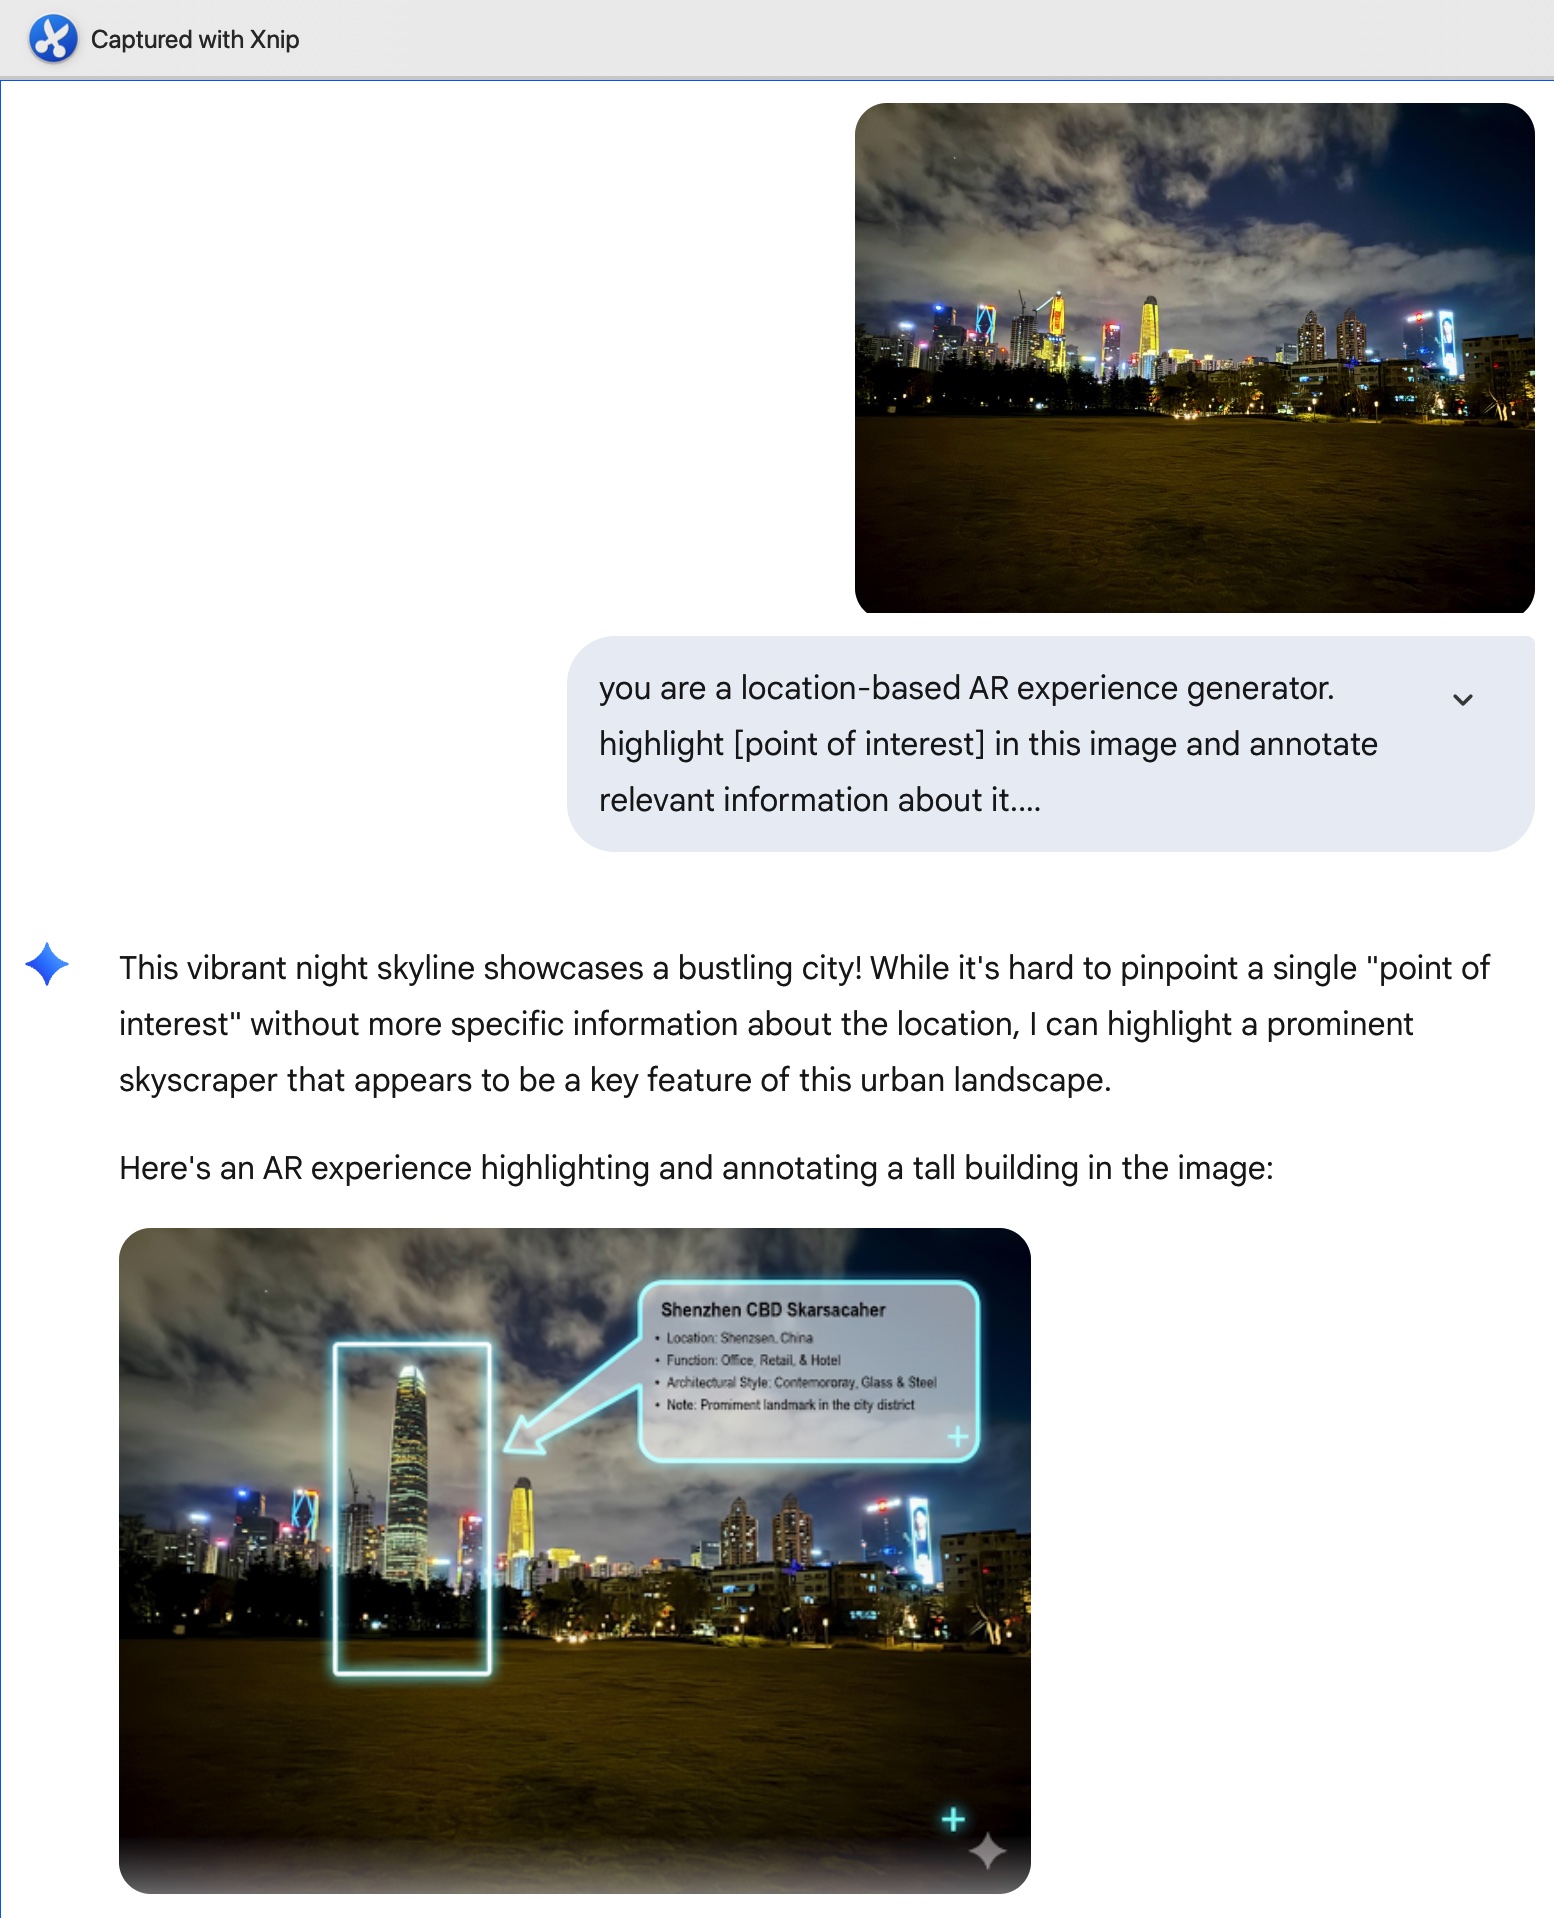 Captured with Xnip
you are a location-based AR experience generator.
highlight [point of interest] in this image and annotate
relevant information about it....
This vibrant night skyline showcases a bustling city! While it's hard to pinpoint a single "point of
interest" without more specific information about the location, I can highlight a prominent
skyscraper that appears to be a key feature of this urban landscape.
Here's an AR experience highlighting and annotating a tall building in the image:
Shenzhen CBD Skarsacaher
• Location: Shenzsen, China
• Function: Office, Retail, & Hotel
• Architectural Style: Contemororay, Glass & Steel
• Note: Promiment landmark in the city district